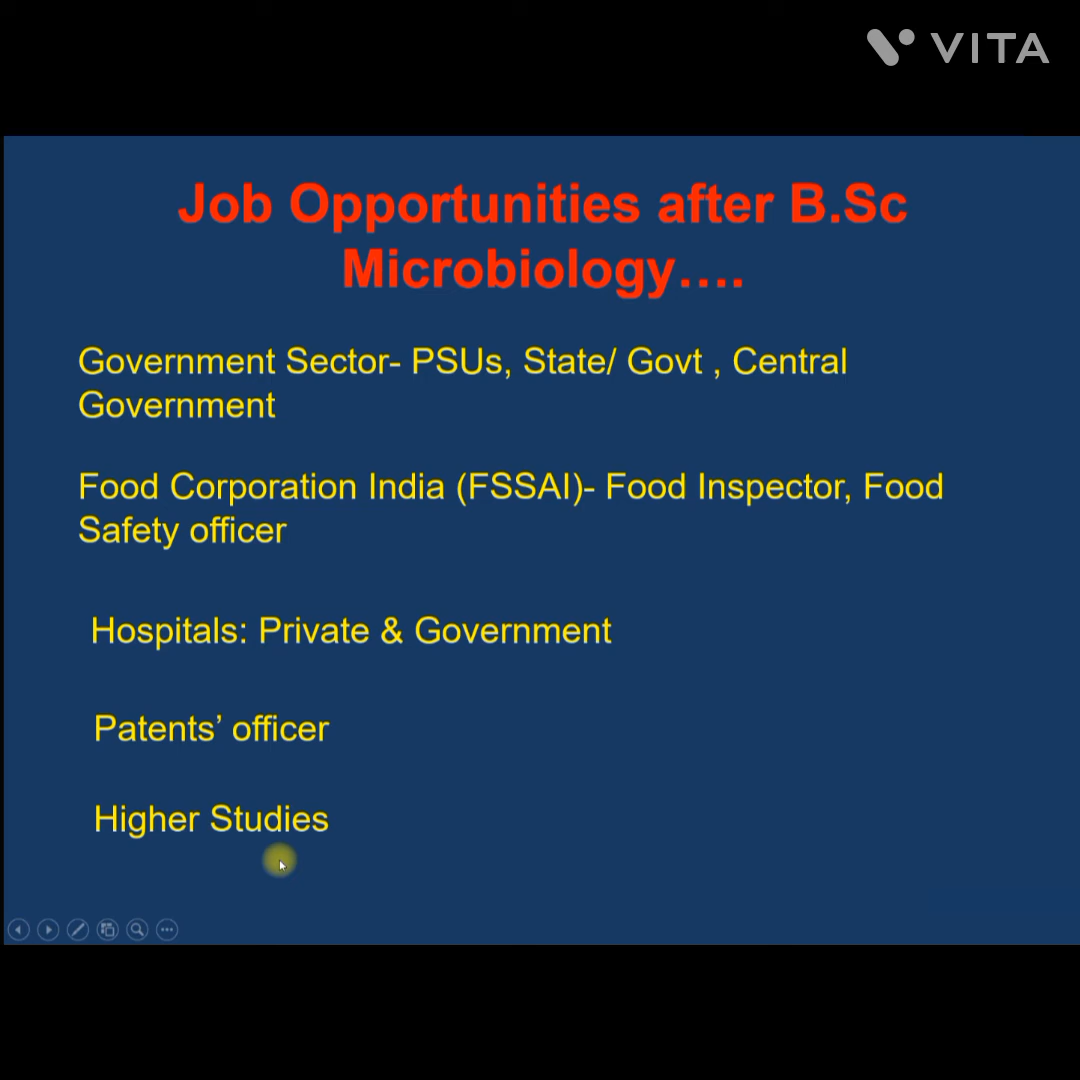 VITA
Job Opportunities after B.Sc
Microbiology….
Government Sector- PSUs, State/ Govt , Central
Government
Food Corporation India (FSSAI)- Food Inspector, Food
Safety officer
Hospitals: Private & Government
Patents’ officer
Higher Studies